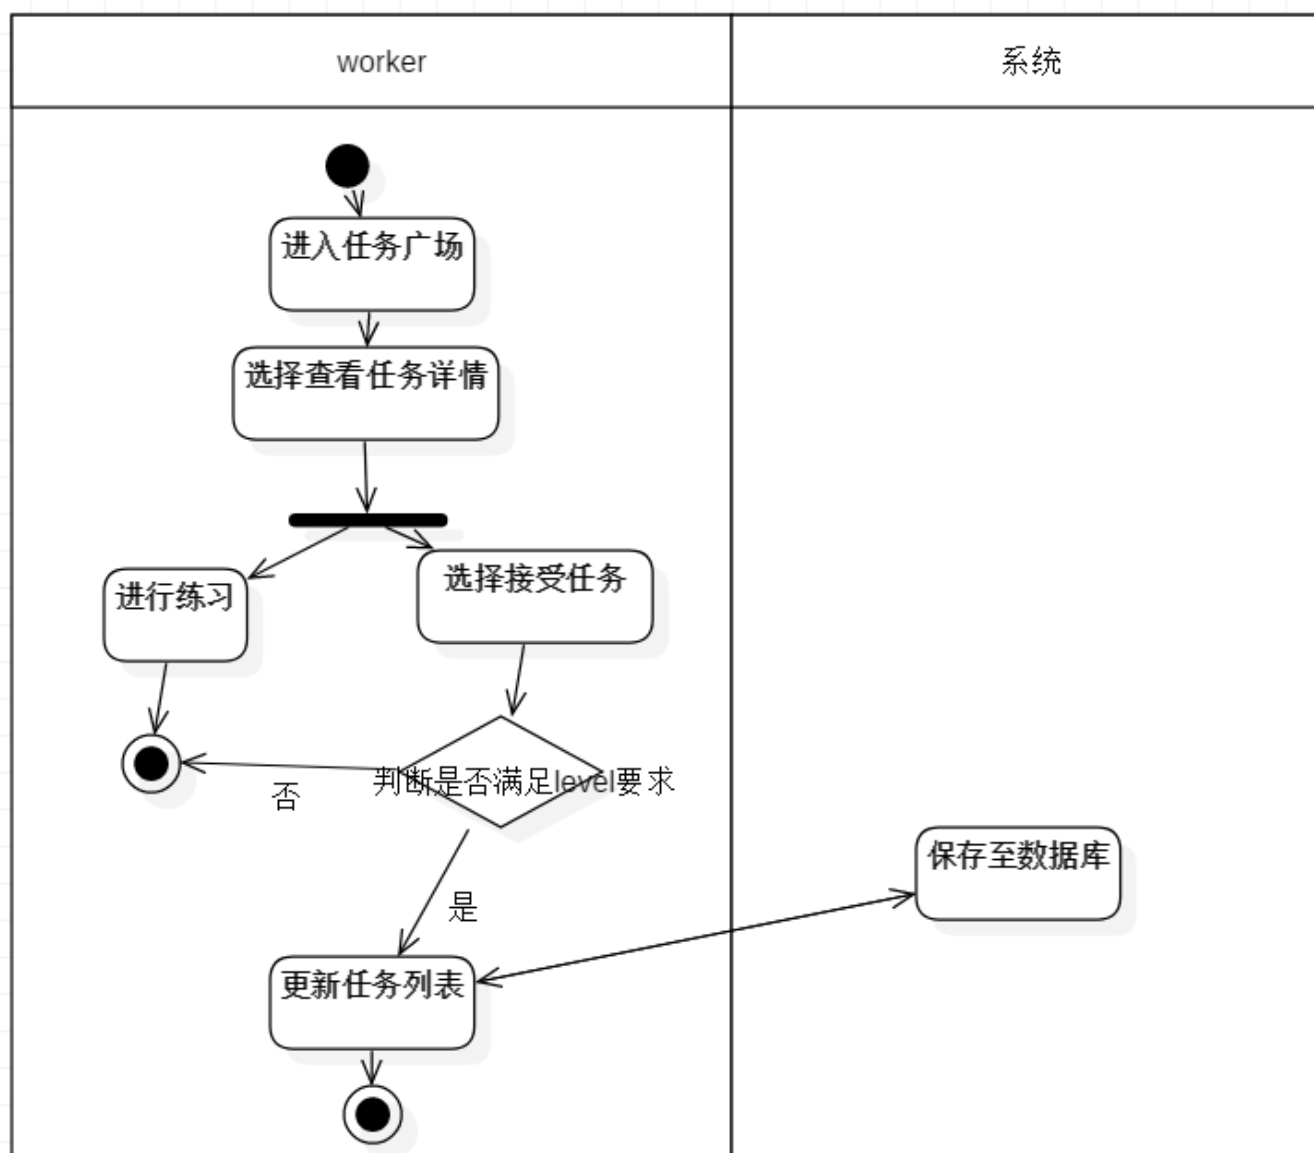 worker
系统
进入任务广场
选择查看任务详情
进行练习
选择接受任务
判断是否满足level要求
否
是
保存至数据库
更新任务列表